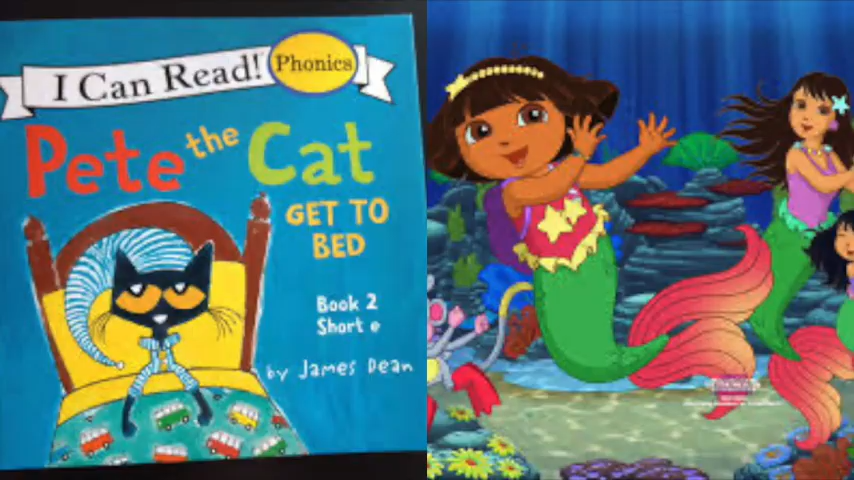 I Can Read!
Phonics
Pete the Cat
GET TO
BED
Book 2
Short e
by James Dean